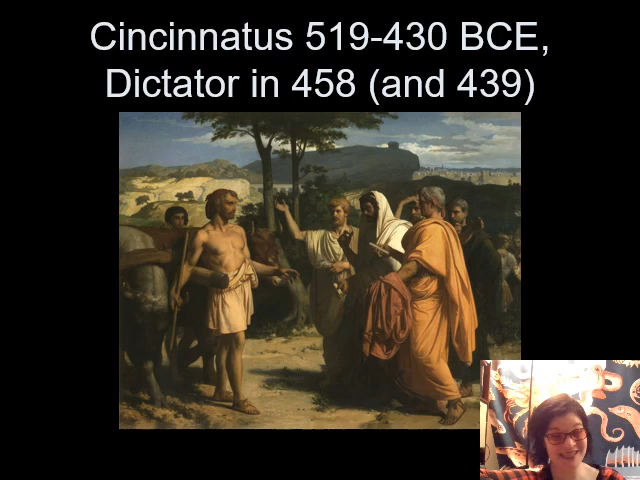 Cincinnatus 519-430 BCE,
Dictator in 458 (and 439)